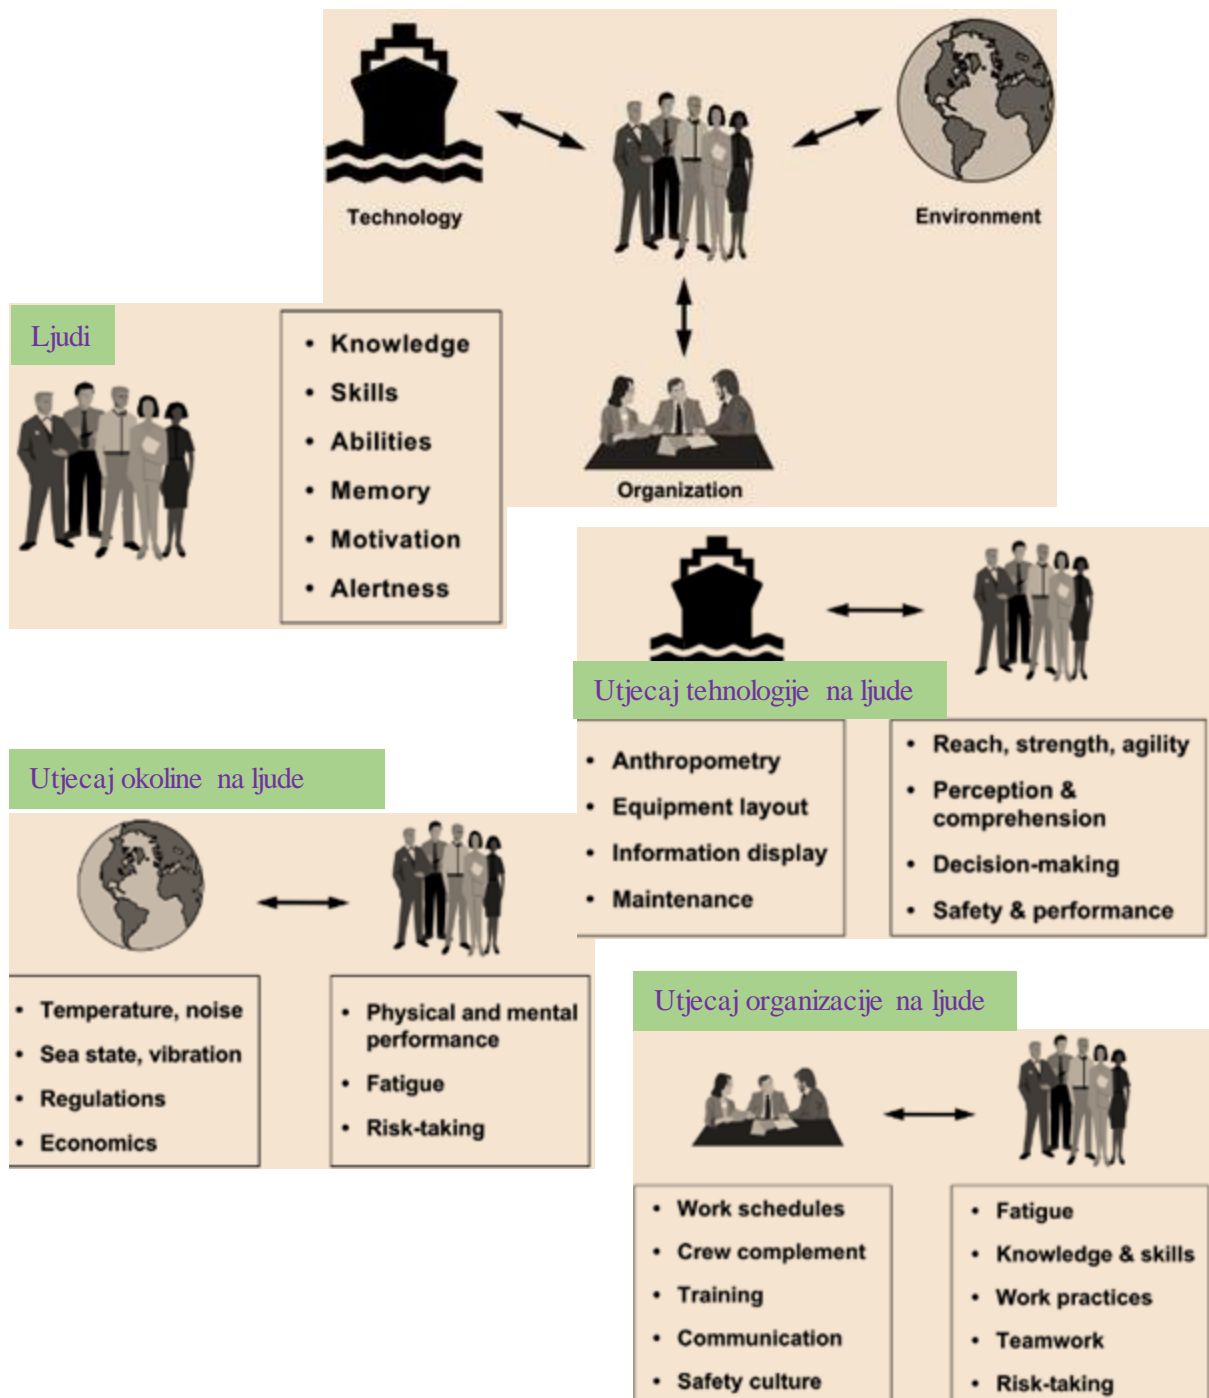 Technology
Environment
Organization
Ljudi
• Knowledge
• Skills
• Abilities
• Memory
• Motivation
• Alertness
Utjecaj tehnologije na ljude
• Anthropometry
• Equipment layout
• Information display
• Maintenance
• Reach, strength, agility
• Perception &
comprehension
• Decision-making
• Safety & performance
Utjecaj okoline na ljude
• Temperature, noise
• Sea state, vibration
• Regulations
• Economics
• Physical and mental
performance
• Fatigue
• Risk-taking
Utjecaj organizacije na ljude
• Work schedules
• Crew complement
• Training
• Communication
• Safety culture
• Fatigue
• Knowledge & skills
• Work practices
• Teamwork
• Risk-taking